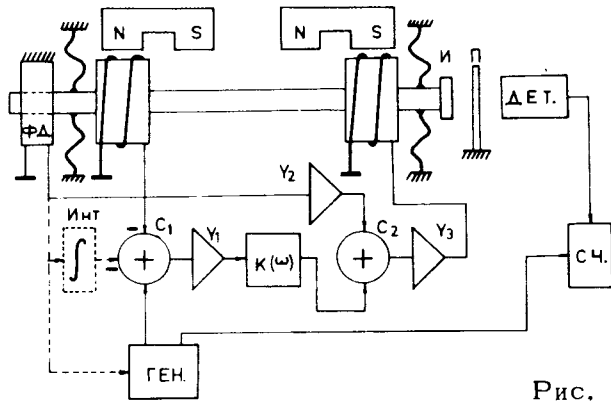 N S
N S
И П
ДЕТ.
ФД
Y₂
Инт
∫
C₁
Y₁
K(ω)
C₂
Y₃
СЧ.
ГЕН.
Рис.